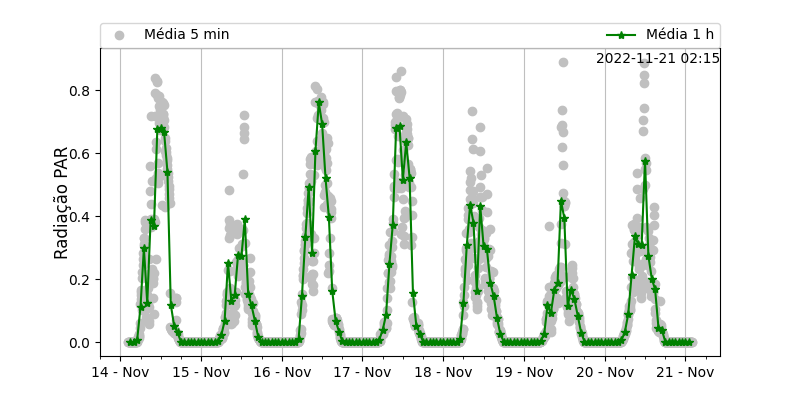 Média 5 min
Média 1 h
2022-11-21 02:15
Radiação PAR
0.8
0.6
0.4
0.2
0.0
14 - Nov
15 - Nov
16 - Nov
17 - Nov
18 - Nov
19 - Nov
20 - Nov
21 - Nov